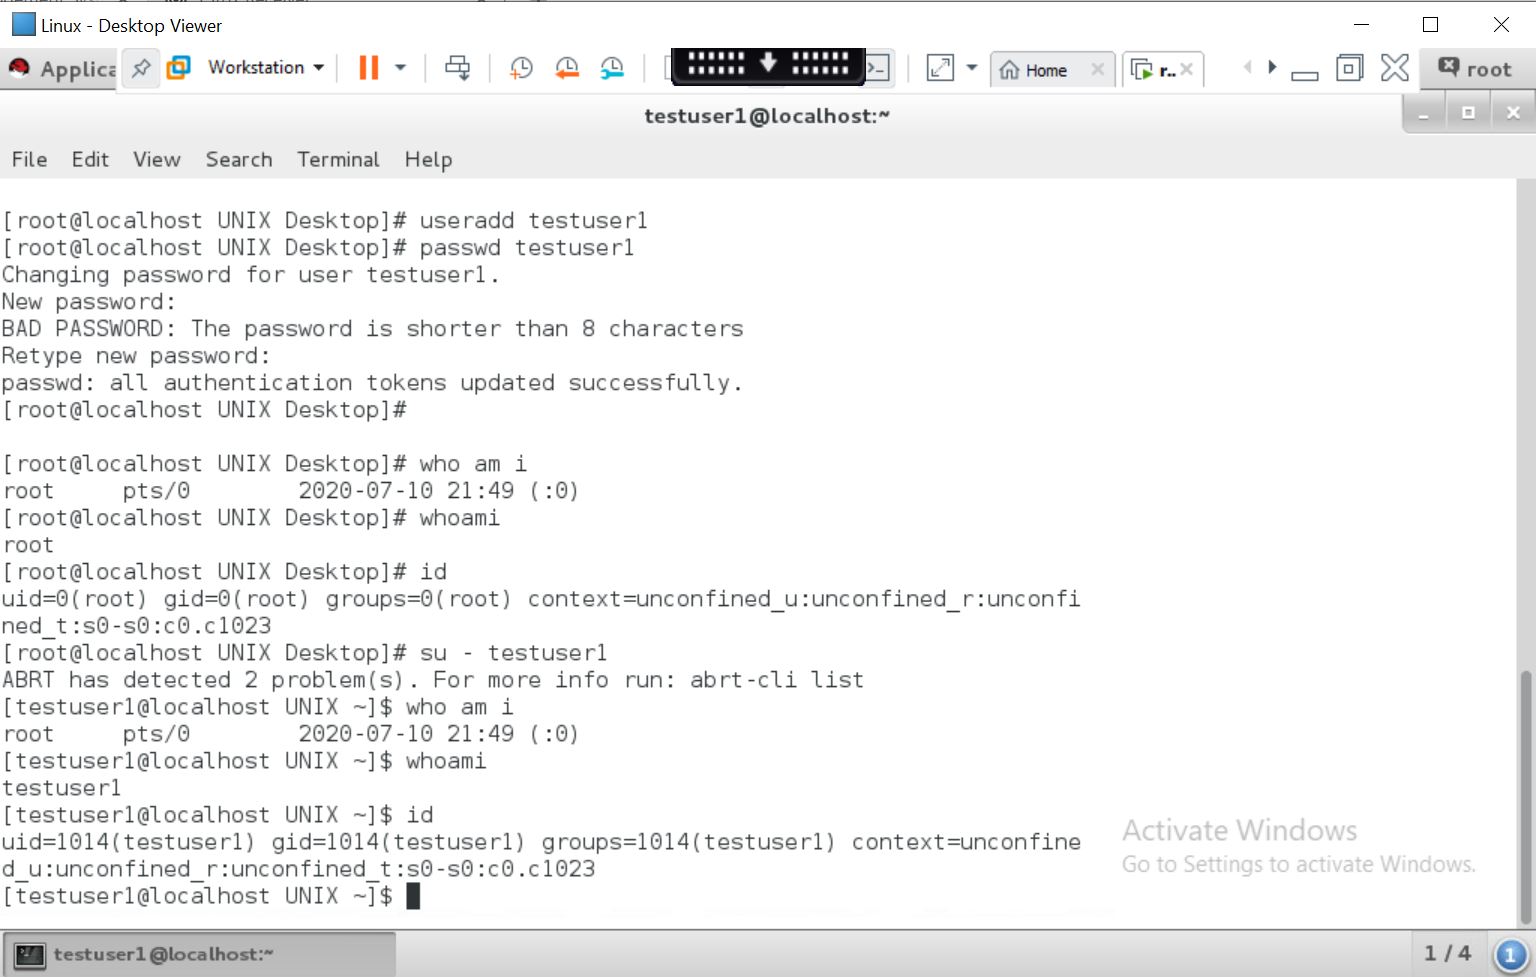 Linux - Desktop Viewer
Applica
Workstation
Home
r..
root
testuser1@localhost:~
File Edit View Search Terminal Help
[root@localhost UNIX Desktop]# useradd testuser1
[root@localhost UNIX Desktop]# passwd testuser1
Changing password for user testuser1.
New password:
BAD PASSWORD: The password is shorter than 8 characters
Retype new password:
passwd: all authentication tokens updated successfully.
[root@localhost UNIX Desktop]#
[root@localhost UNIX Desktop]# who am i
root     pts/0        2020-07-10 21:49 (:0)
[root@localhost UNIX Desktop]# whoami
root
[root@localhost UNIX Desktop]# id
uid=0(root) gid=0(root) groups=0(root) context=unconfined_u:unconfined_r:unconfi
ned_t:s0-s0:c0.c1023
[root@localhost UNIX Desktop]# su - testuser1
ABRT has detected 2 problem(s). For more info run: abrt-cli list
[testuser1@localhost UNIX ~]$ who am i
root     pts/0        2020-07-10 21:49 (:0)
[testuser1@localhost UNIX ~]$ whoami
testuser1
[testuser1@localhost UNIX ~]$ id
uid=1014(testuser1) gid=1014(testuser1) groups=1014(testuser1) context=unconfine
d_u:unconfined_r:unconfined_t:s0-s0:c0.c1023
[testuser1@localhost UNIX ~]$
Activate Windows
Go to Settings to activate Windows.
testuser1@localhost:~
1 / 4
1